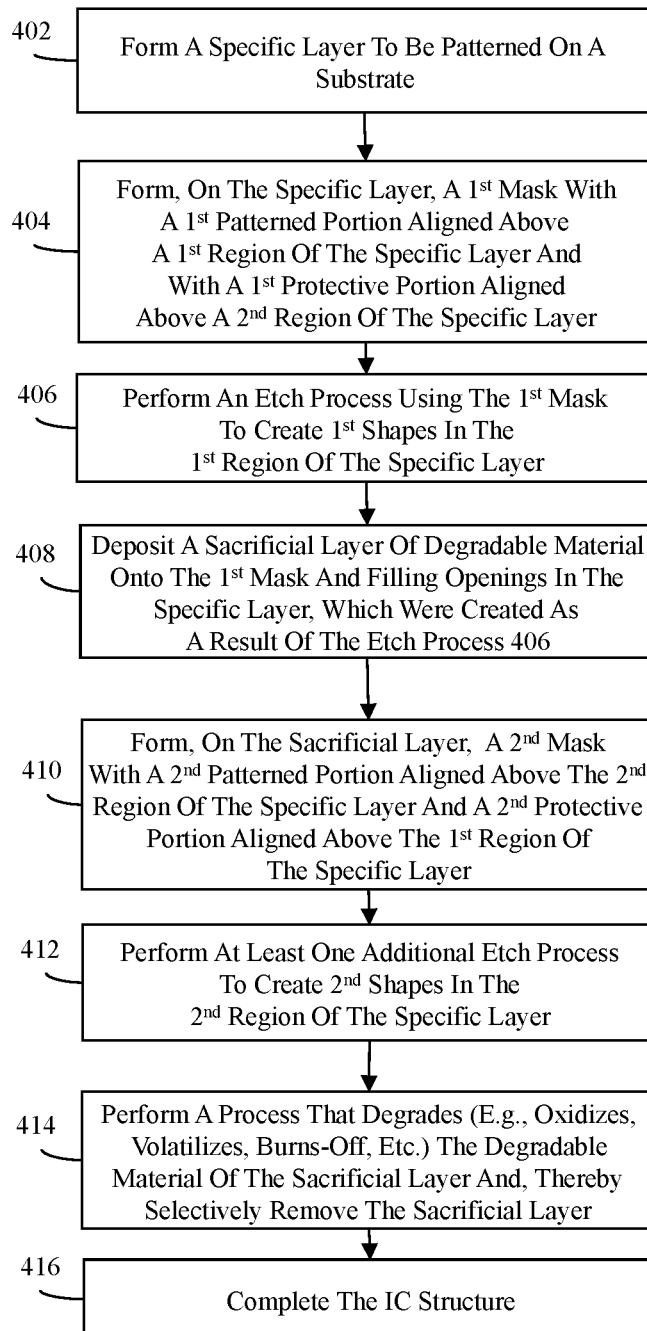 402
Form A Specific Layer To Be Patterned On A
Substrate
404
Form, On The Specific Layer, A 1st Mask With
A 1st Patterned Portion Aligned Above
A 1st Region Of The Specific Layer And
With A 1st Protective Portion Aligned
Above A 2nd Region Of The Specific Layer
406
Perform An Etch Process Using The 1st Mask
To Create 1st Shapes In The
1st Region Of The Specific Layer
408
Deposit A Sacrificial Layer Of Degradable Material
Onto The 1st Mask And Filling Openings In The
Specific Layer, Which Were Created As
A Result Of The Etch Process 406
410
Form, On The Sacrificial Layer, A 2nd Mask
With A 2nd Patterned Portion Aligned Above The 2nd
Region Of The Specific Layer And A 2nd Protective
Portion Aligned Above The 1st Region Of
The Specific Layer
412
Perform At Least One Additional Etch Process
To Create 2nd Shapes In The
2nd Region Of The Specific Layer
414
Perform A Process That Degrades (E.g., Oxidizes,
Volatilizes, Burns-Off, Etc.) The Degradable
Material Of The Sacrificial Layer And, Thereby
Selectively Remove The Sacrificial Layer
416
Complete The IC Structure